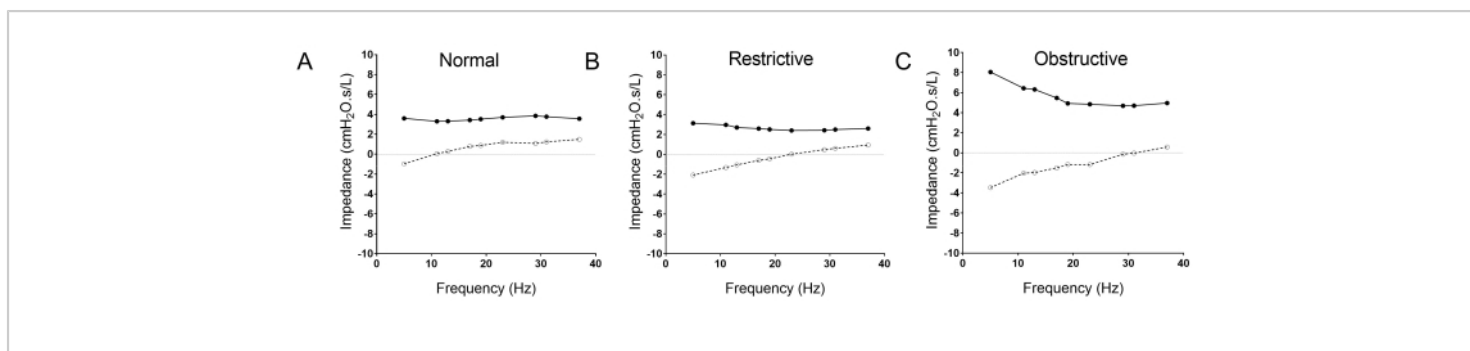 A
Normal
Impedance (cmH₂O.s/L)
10
8
6
4
2
0
-2
-4
-6
-8
-10
0 10 20 30 40
Frequency (Hz)
B
Restrictive
Impedance (cmH₂O.s/L)
10
8
6
4
2
0
-2
-4
-6
-8
-10
0 10 20 30 40
Frequency (Hz)
C
Obstructive
Impedance (cmH₂O.s/L)
10
8
6
4
2
0
-2
-4
-6
-8
-10
0 10 20 30 40
Frequency (Hz)